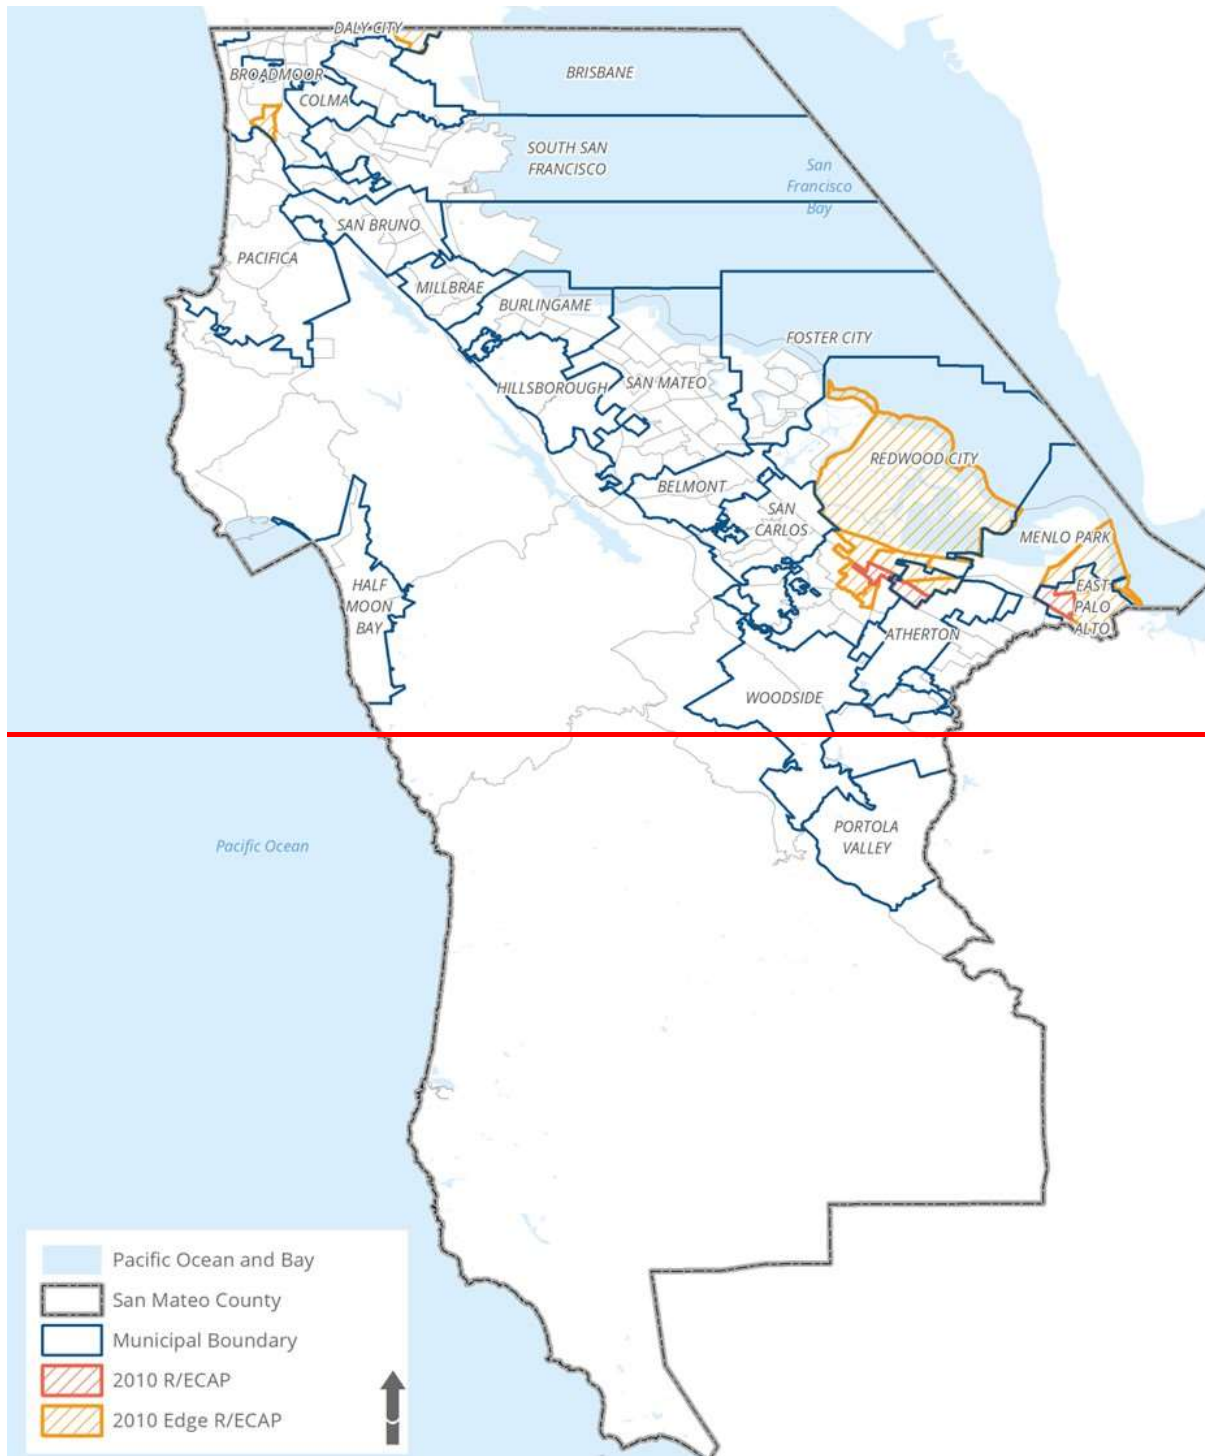 DALY CITY
BROADMOOR
BRISBANE
COLMA
SOUTH SAN
FRANCISCO
San
Francisco
Bay
SAN BRUNO
PACIFICA
MILLBRAE
BURLINGAME
FOSTER CITY
HILLSBOROUGH
SAN MATEO
REDWOOD CITY
BELMONT
SAN
CARLOS
MENLO PARK
HALF
MOON
BAY
EAST
PALO
ALTO
ATHERTON
WOODSIDE
PORTOLA
VALLEY
Pacific Ocean
Pacific Ocean and Bay
San Mateo County
Municipal Boundary
2010 R/ECAP
2010 Edge R/ECAP